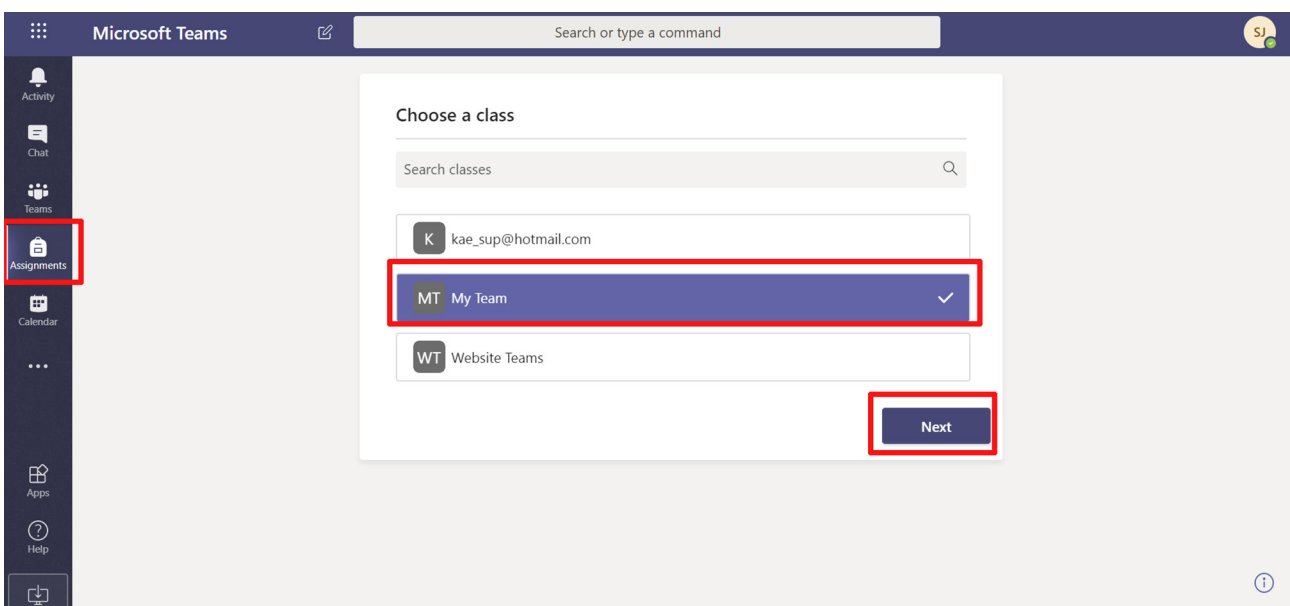 Microsoft Teams
Search or type a command
SJ
Activity
Chat
Teams
Assignments
Calendar
Apps
Help
Choose a class
Search classes
K kae_sup@hotmail.com
MT My Team
WT Website Teams
Next